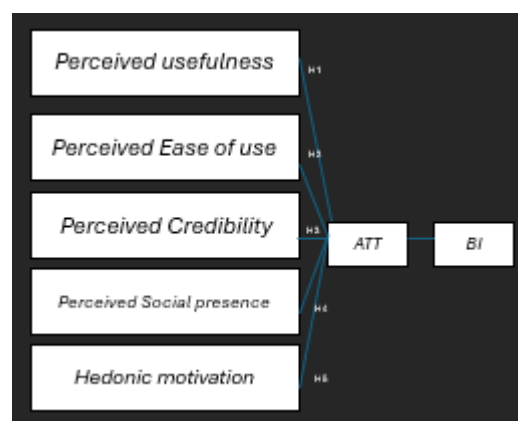 Perceived usefulness
H1
Perceived Ease of use
H2
Perceived Credibility
H3
ATT
BI
Perceived Social presence
H4
Hedonic motivation
H5